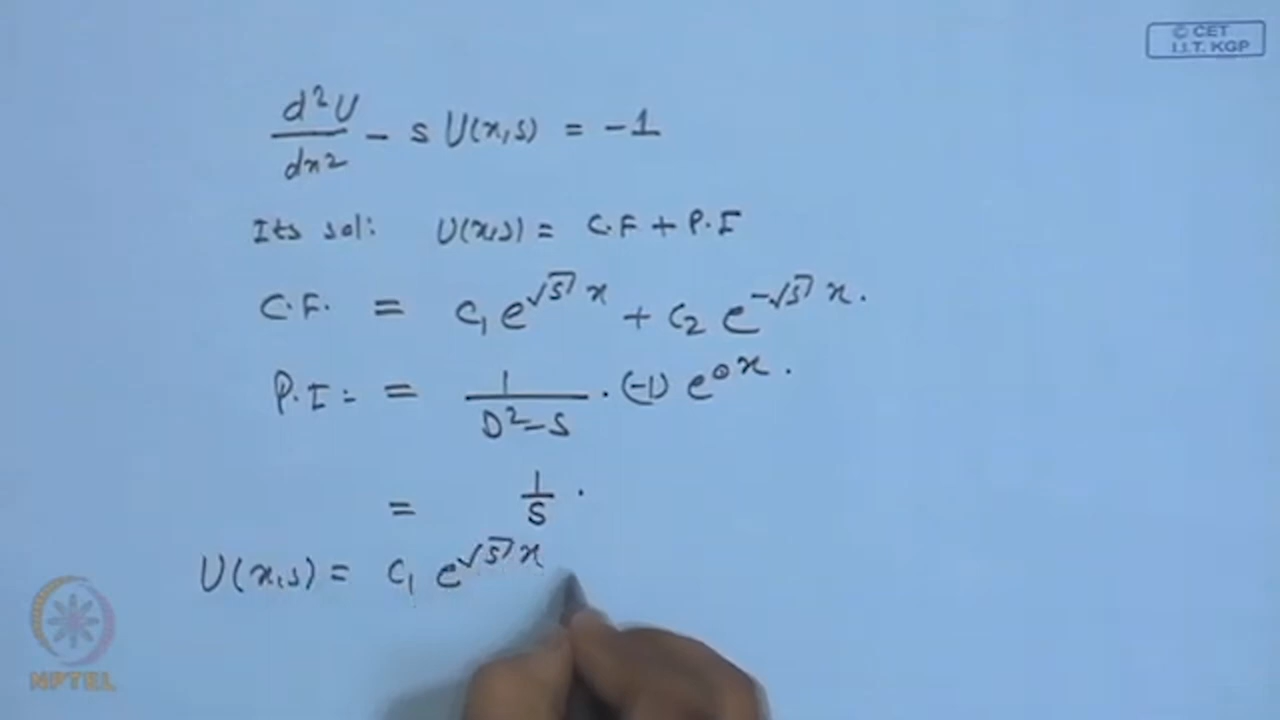 © CET
I.I.T. KGP
d²U/dx² - s U(x,s) = -1
Its sol: U(x,s) = C.F + P.I
C.F. = c₁ e^{√s x} + c₂ e^{-√s x}.
P.I = = 1/(D²-s) . (-1) e^{0x}.
= 1/s .
U(x,s) = c₁ e^{√s x}
NPTEL